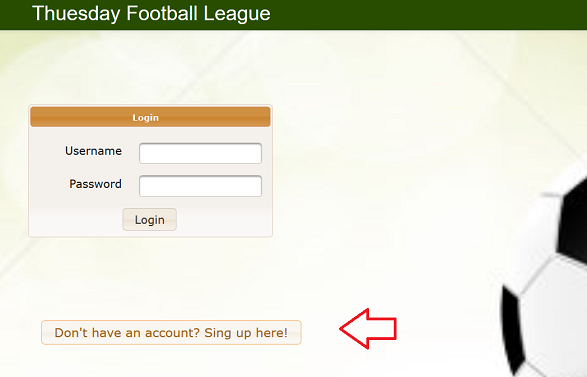 Thuesday Football League
Login
Username
Password
Login
Don't have an account? Sing up here!